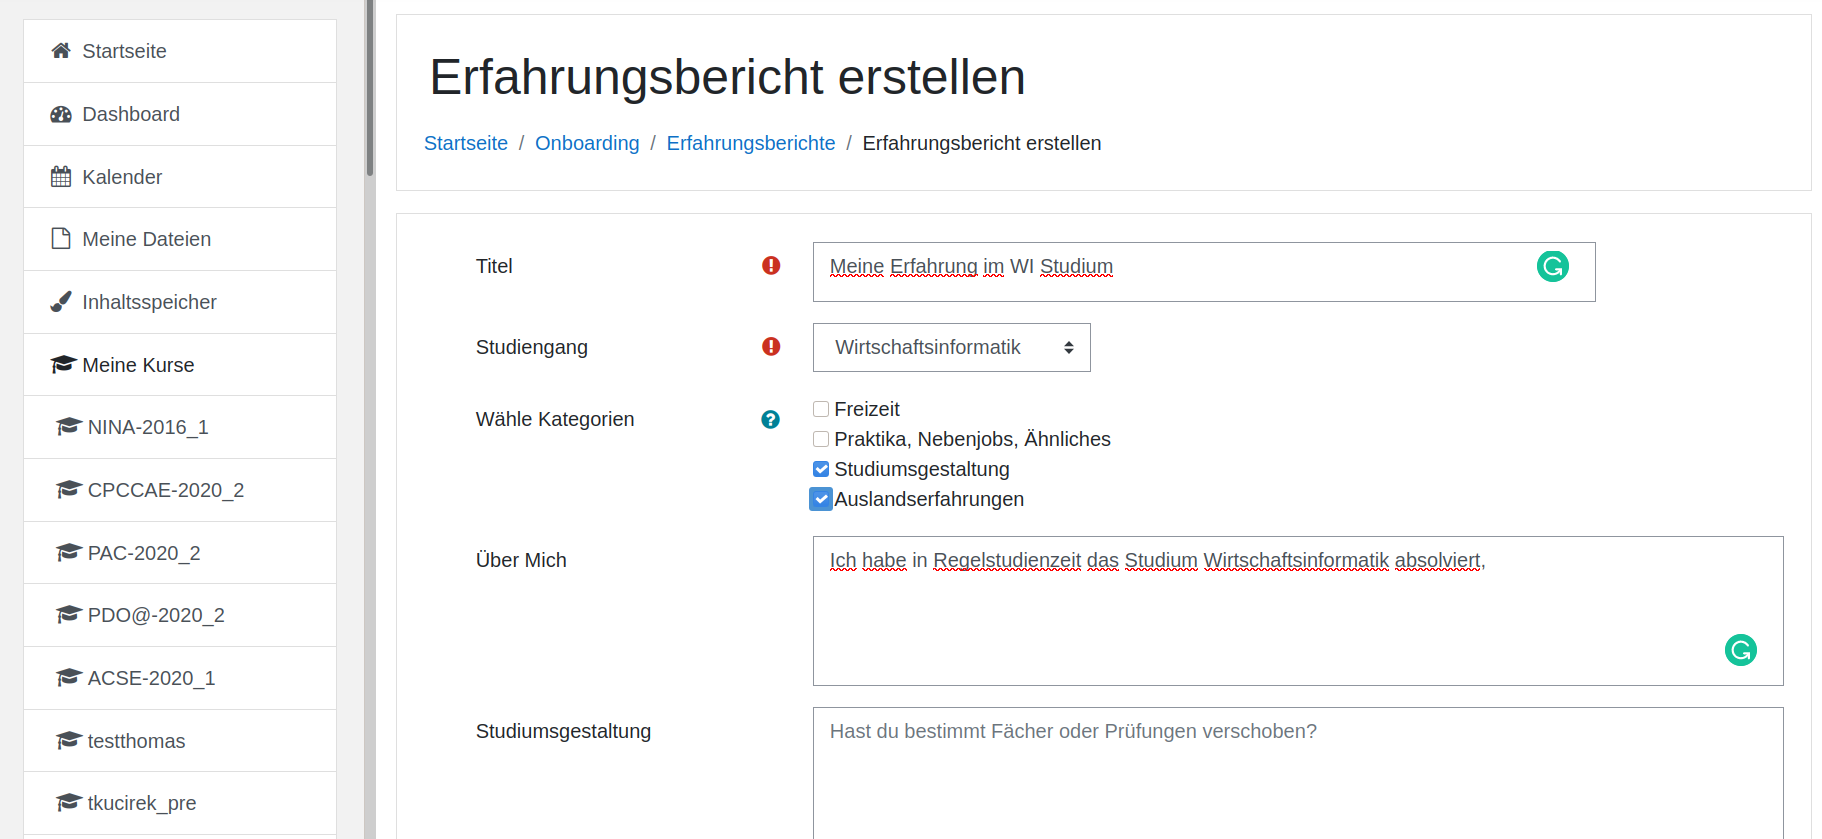 Startseite
Dashboard
Kalender
Meine Dateien
Inhaltsspeicher
Meine Kurse
NINA-2016_1
CPCCAE-2020_2
PAC-2020_2
PDO@-2020_2
ACSE-2020_1
testthomas
tkucirek_pre
Erfahrungsbericht erstellen
Startseite / Onboarding / Erfahrungsberichte / Erfahrungsbericht erstellen
Titel
Meine Erfahrung im WI Studium
Studiengang
Wirtschaftsinformatik
Wähle Kategorien
Freizeit
Praktika, Nebenjobs, Ähnliches
Studiumsgestaltung
Auslandserfahrungen
Über Mich
Ich habe in Regelstudienzeit das Studium Wirtschaftsinformatik absolviert,
Studiumsgestaltung
Hast du bestimmt Fächer oder Prüfungen verschoben?